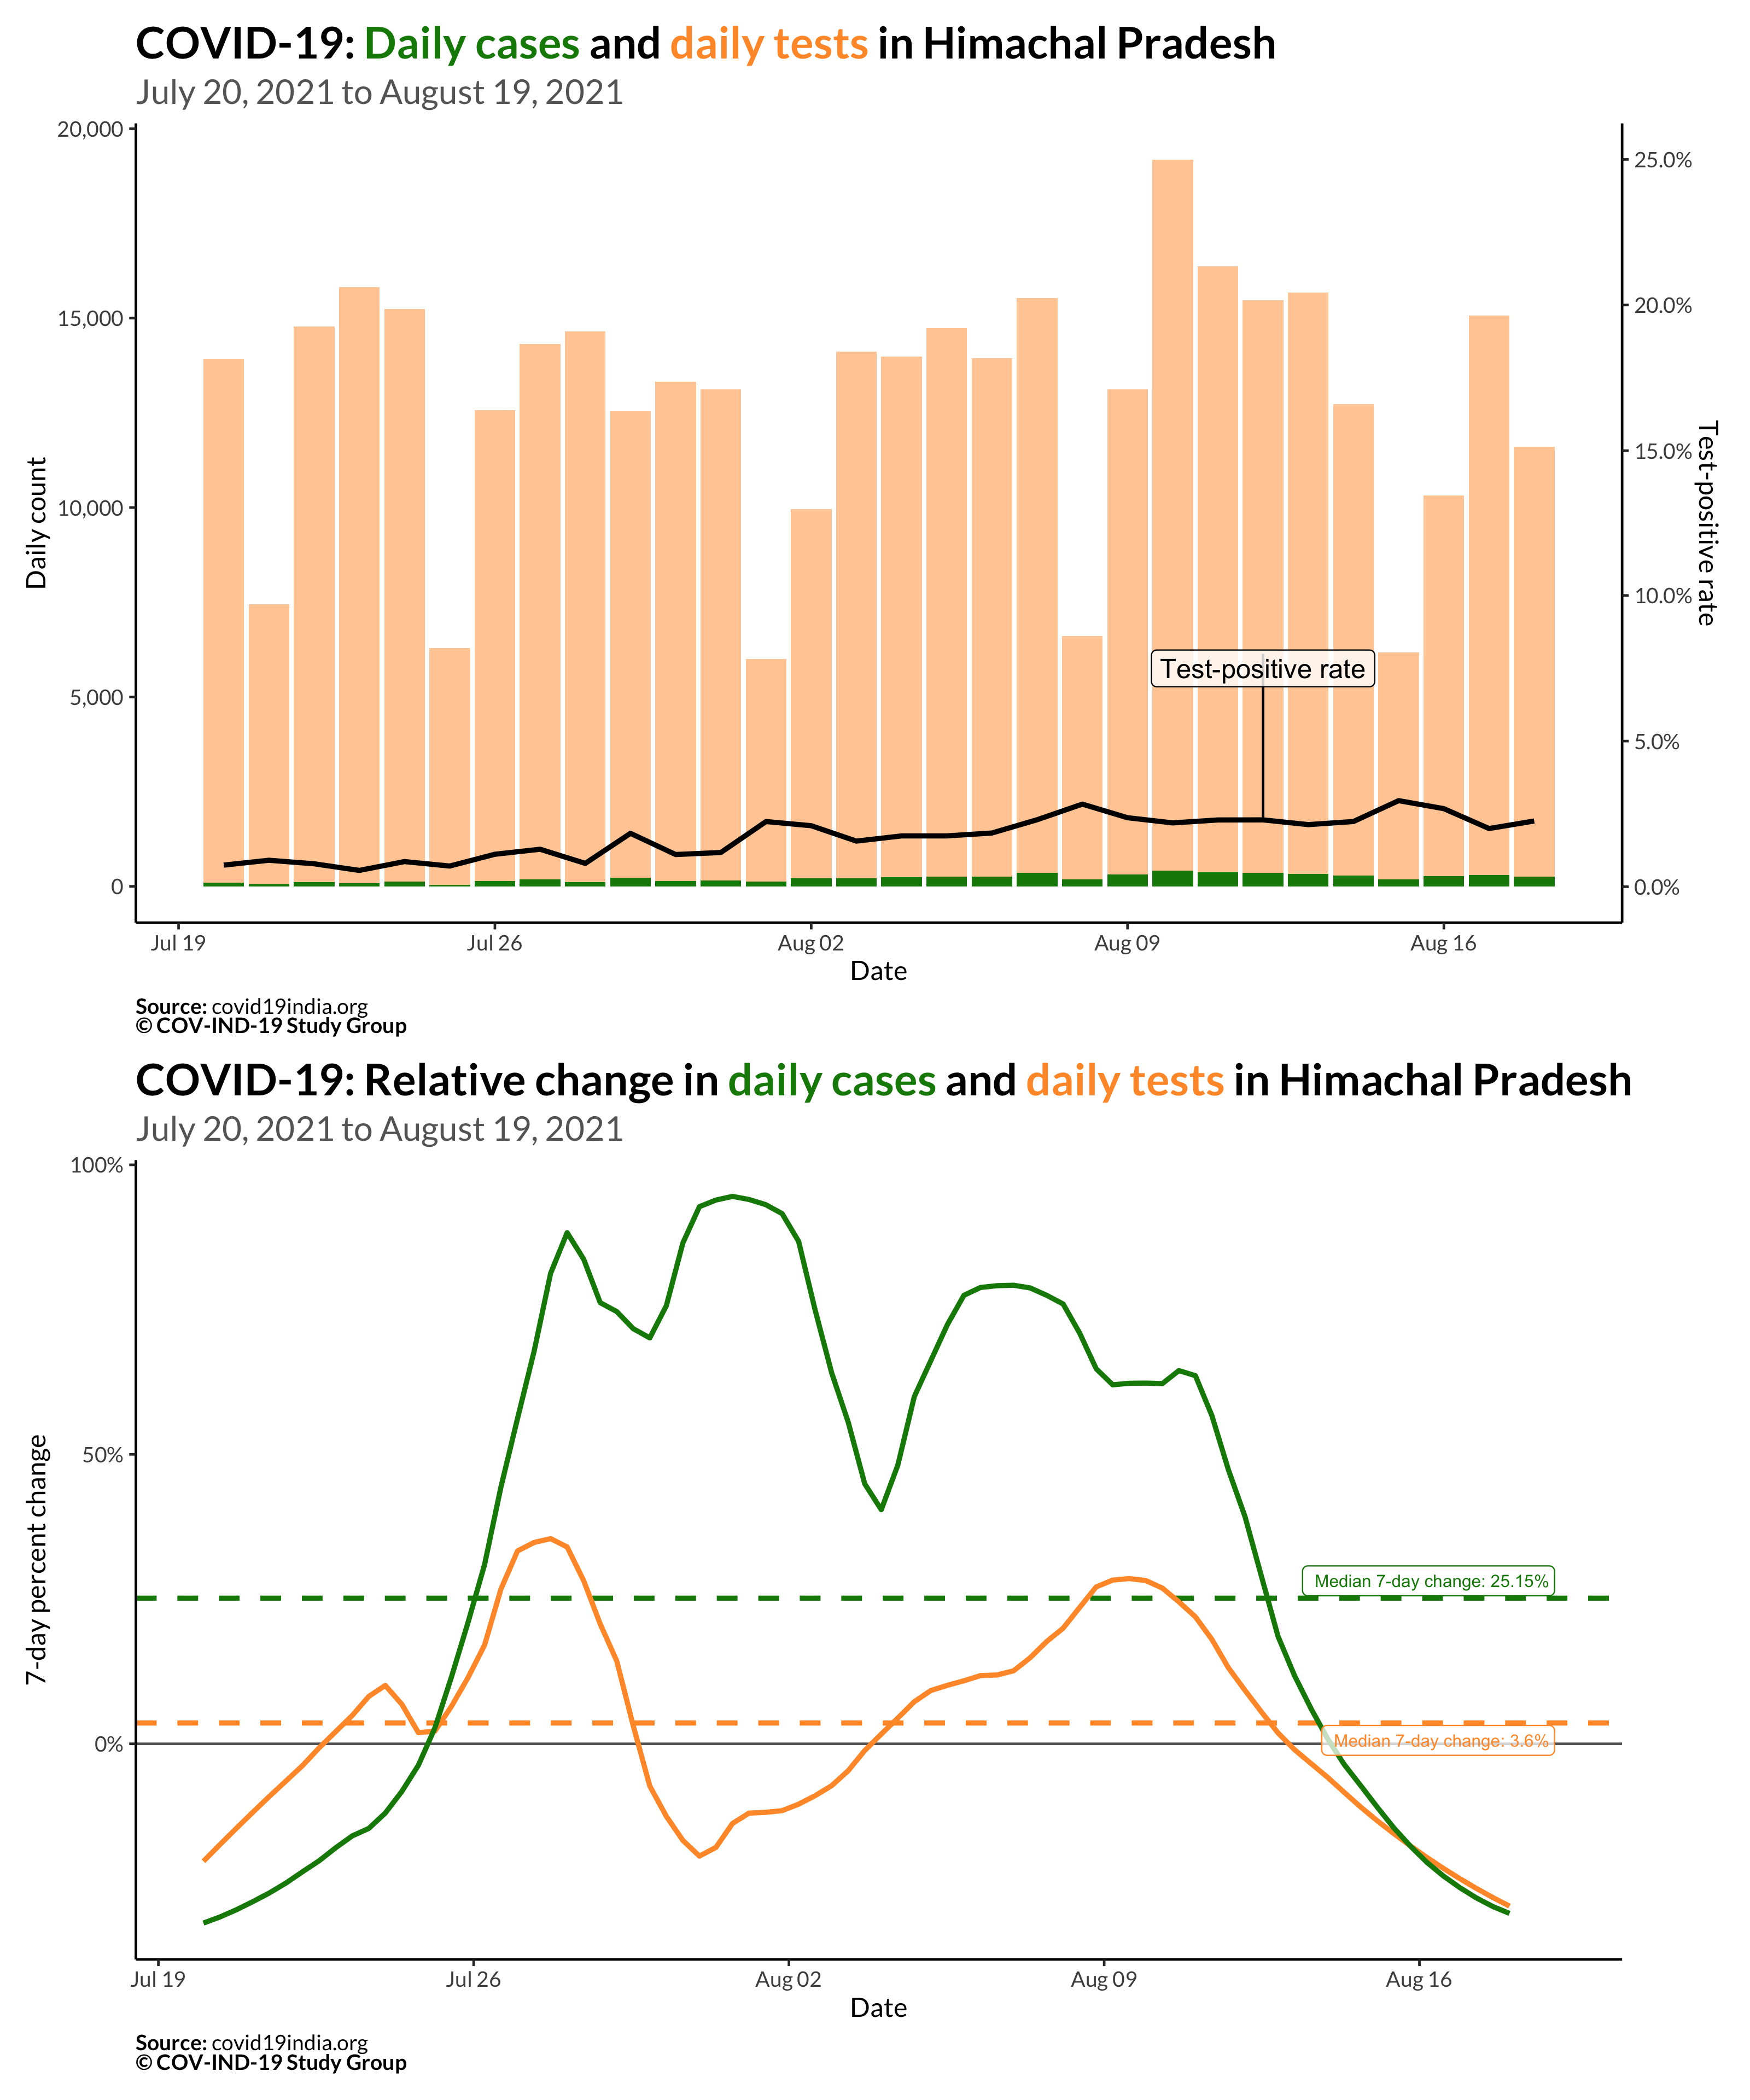 COVID-19: Daily cases and daily tests in Himachal Pradesh
July 20, 2021 to August 19, 2021
20,000
15,000
10,000
5,000
0
Daily count
25.0%
20.0%
15.0%
10.0%
5.0%
0.0%
Test-positive rate
Test-positive rate
Jul 19
Jul 26
Aug 02
Aug 09
Aug 16
Date
Source: covid19india.org
© COV-IND-19 Study Group
COVID-19: Relative change in daily cases and daily tests in Himachal Pradesh
July 20, 2021 to August 19, 2021
100%
50%
0%
7-day percent change
Median 7-day change: 25.15%
Median 7-day change: 3.6%
Jul 19
Jul 26
Aug 02
Aug 09
Aug 16
Date
Source: covid19india.org
© COV-IND-19 Study Group